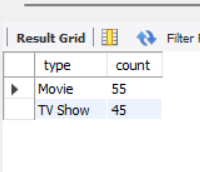 Result Grid Filter
type count
Movie 55
TV Show 45